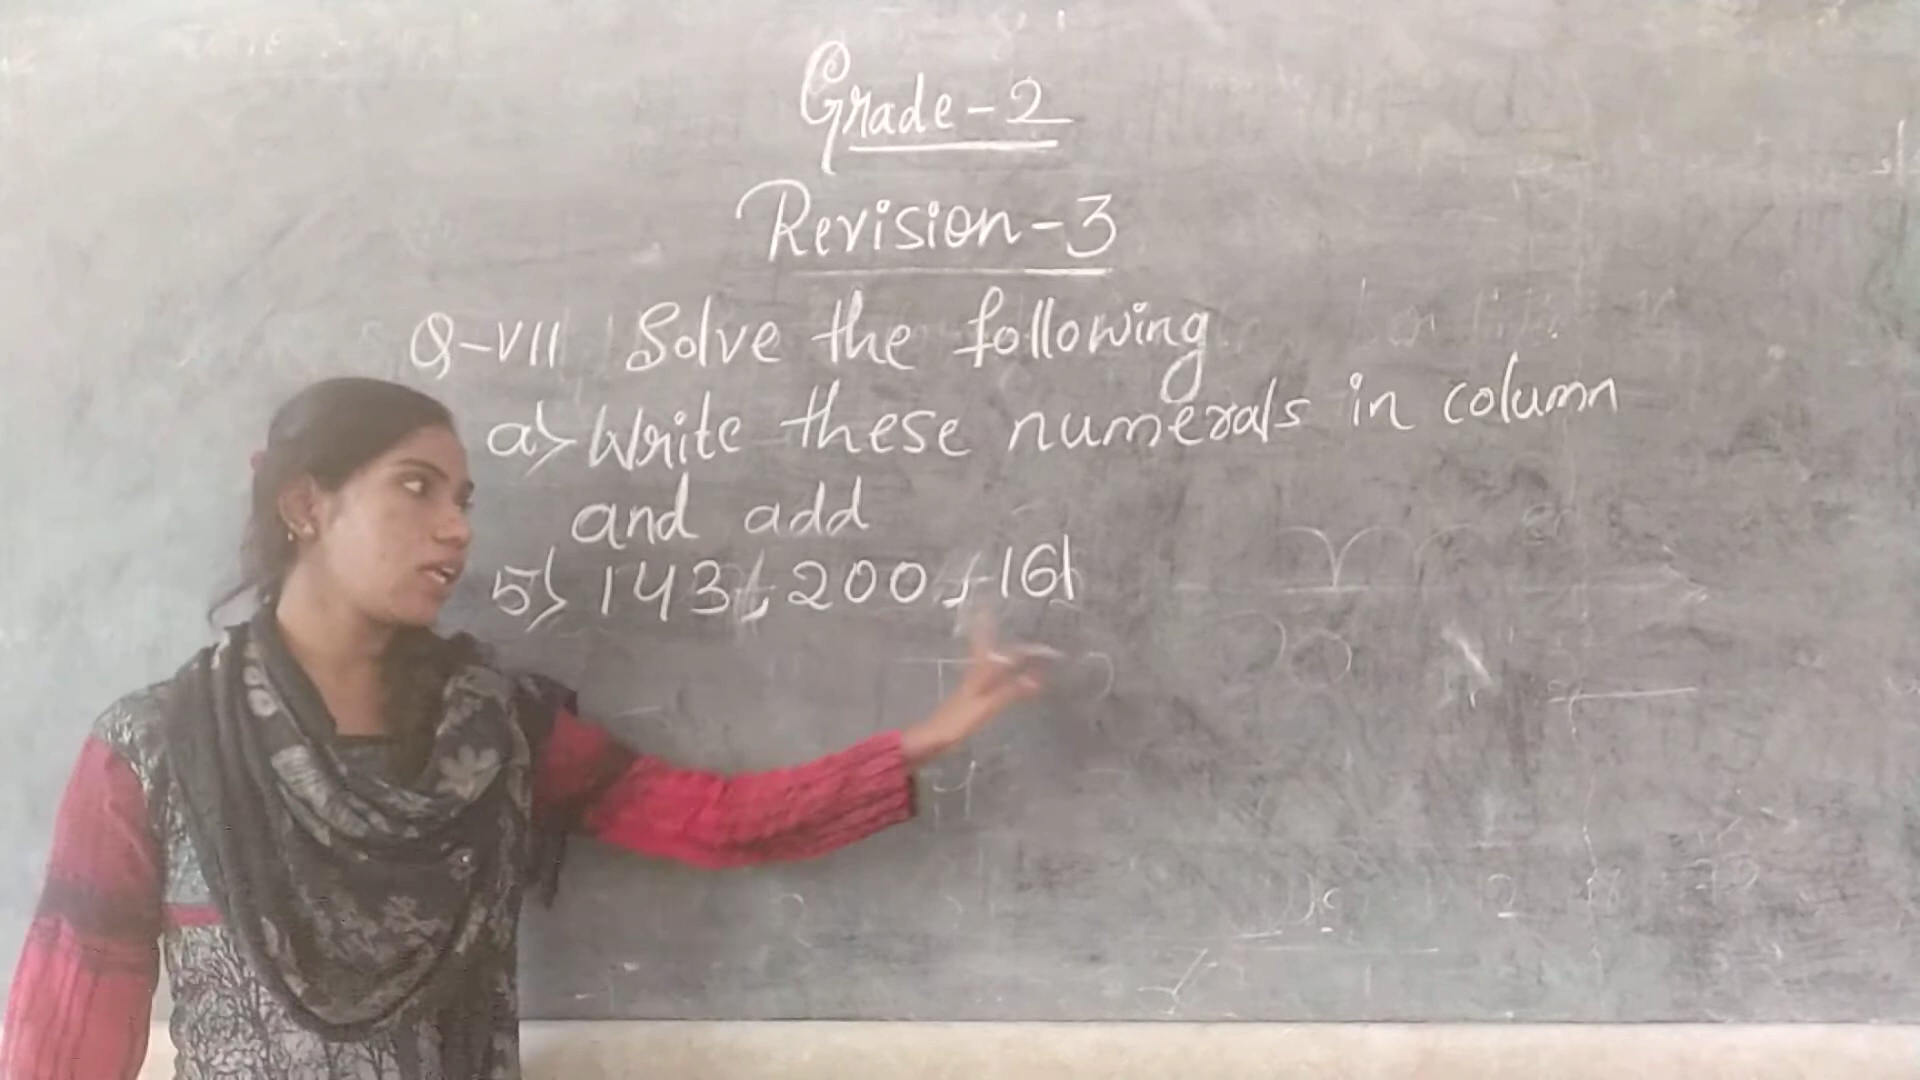 Grade-2
Revision-3
Q-VII Solve the following
a) Write these numerals in column
and add
5) 143, 200, 161